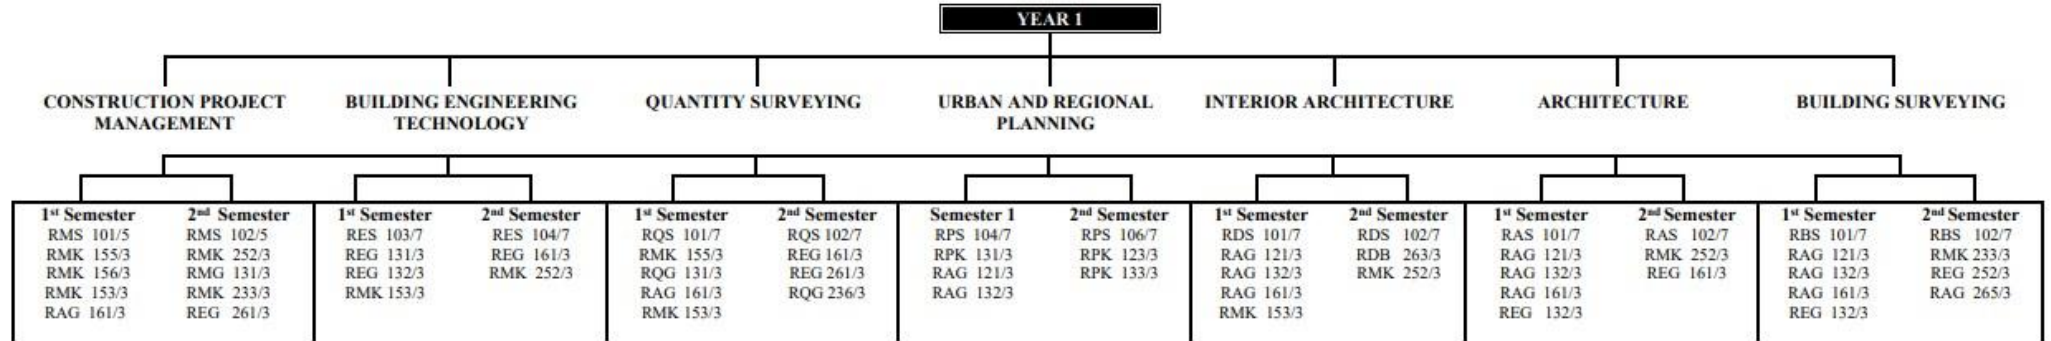 YEAR 1
CONSTRUCTION PROJECT
MANAGEMENT
BUILDING ENGINEERING
TECHNOLOGY
QUANTITY SURVEYING
URBAN AND REGIONAL
PLANNING
INTERIOR ARCHITECTURE
ARCHITECTURE
BUILDING SURVEYING
1st Semester
RMS 101/5
RMK 155/3
RMK 156/3
RMK 153/3
RAG 161/3
2nd Semester
RMS 102/5
RMK 252/3
RMG 131/3
RMK 233/3
REG 261/3
1st Semester
RES 103/7
REG 131/3
REG 132/3
RMK 153/3
2nd Semester
RES 104/7
REG 161/3
RMK 252/3
1st Semester
RQS 101/7
RMK 155/3
RQG 131/3
RAG 161/3
RMK 153/3
2nd Semester
RQS 102/7
REG 161/3
REG 261/3
RQG 236/3
Semester 1
RPS 104/7
RPK 131/3
RAG 121/3
RAG 132/3
2nd Semester
RPS 106/7
RPK 123/3
RPK 133/3
1st Semester
RDS 101/7
RAG 121/3
RAG 132/3
RAG 161/3
RMK 153/3
2nd Semester
RDS 102/7
RDB 263/3
RMK 252/3
1st Semester
RAS 101/7
RAG 121/3
RAG 132/3
RAG 161/3
REG 132/3
2nd Semester
RAS 102/7
RMK 252/3
REG 161/3
1st Semester
RBS 101/7
RAG 121/3
RAG 132/3
RAG 161/3
REG 132/3
2nd Semester
RBS 102/7
RMK 233/3
REG 252/3
RAG 265/3